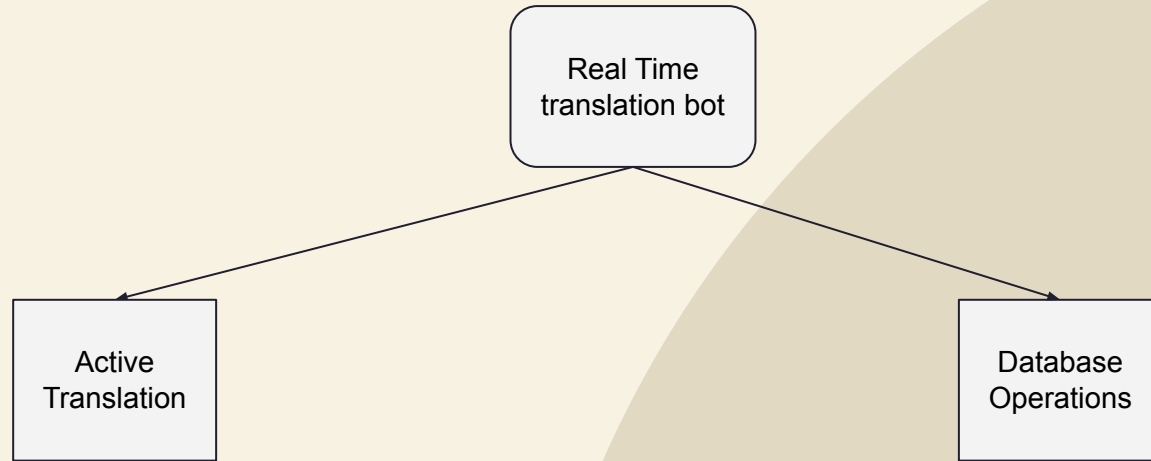 Real Time
translation bot
Active
Translation
Database
Operations